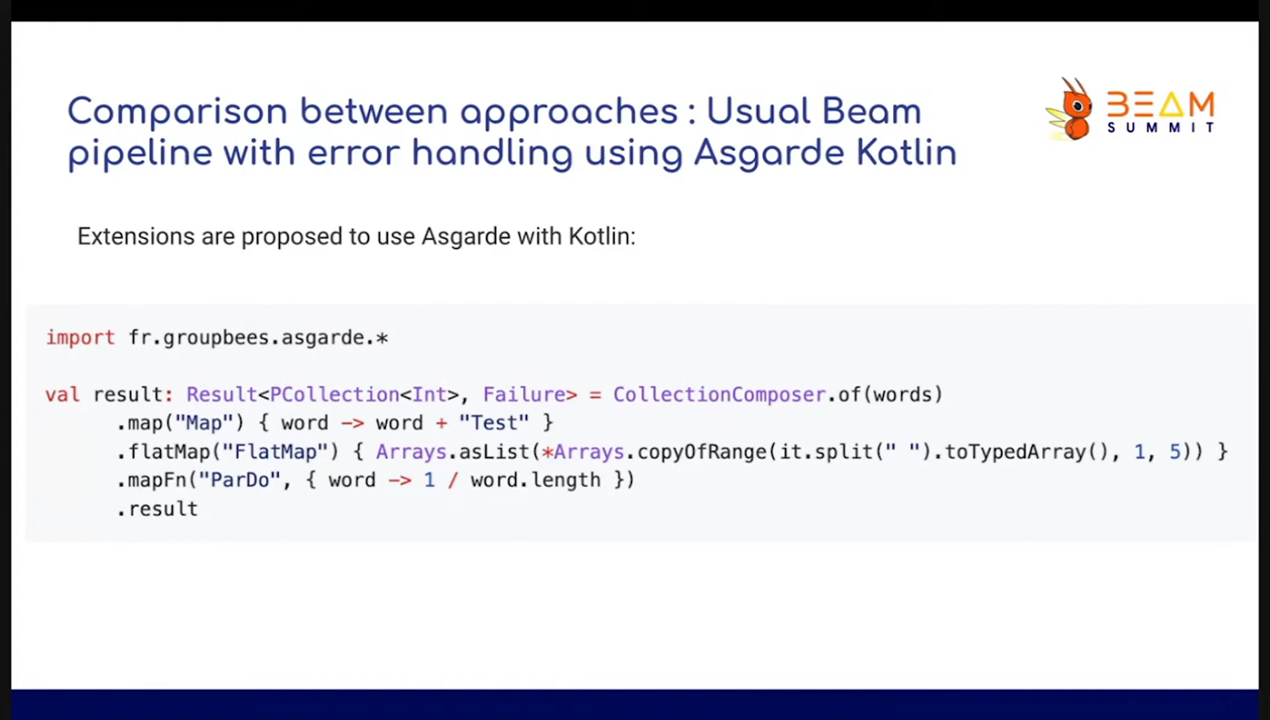 Comparison between approaches : Usual Beam
pipeline with error handling using Asgarde Kotlin
BEAM
SUMMIT
Extensions are proposed to use Asgarde with Kotlin:
import fr.groupbees.asgarde.*
val result: Result<PCollection<Int>, Failure> = CollectionComposer.of(words)
.map("Map") { word -> word + "Test" }
.flatMap("FlatMap") { Arrays.asList(*Arrays.copyOfRange(it.split(" ").toTypedArray(), 1, 5)) }
.mapFn("ParDo", { word -> 1 / word.length })
.result